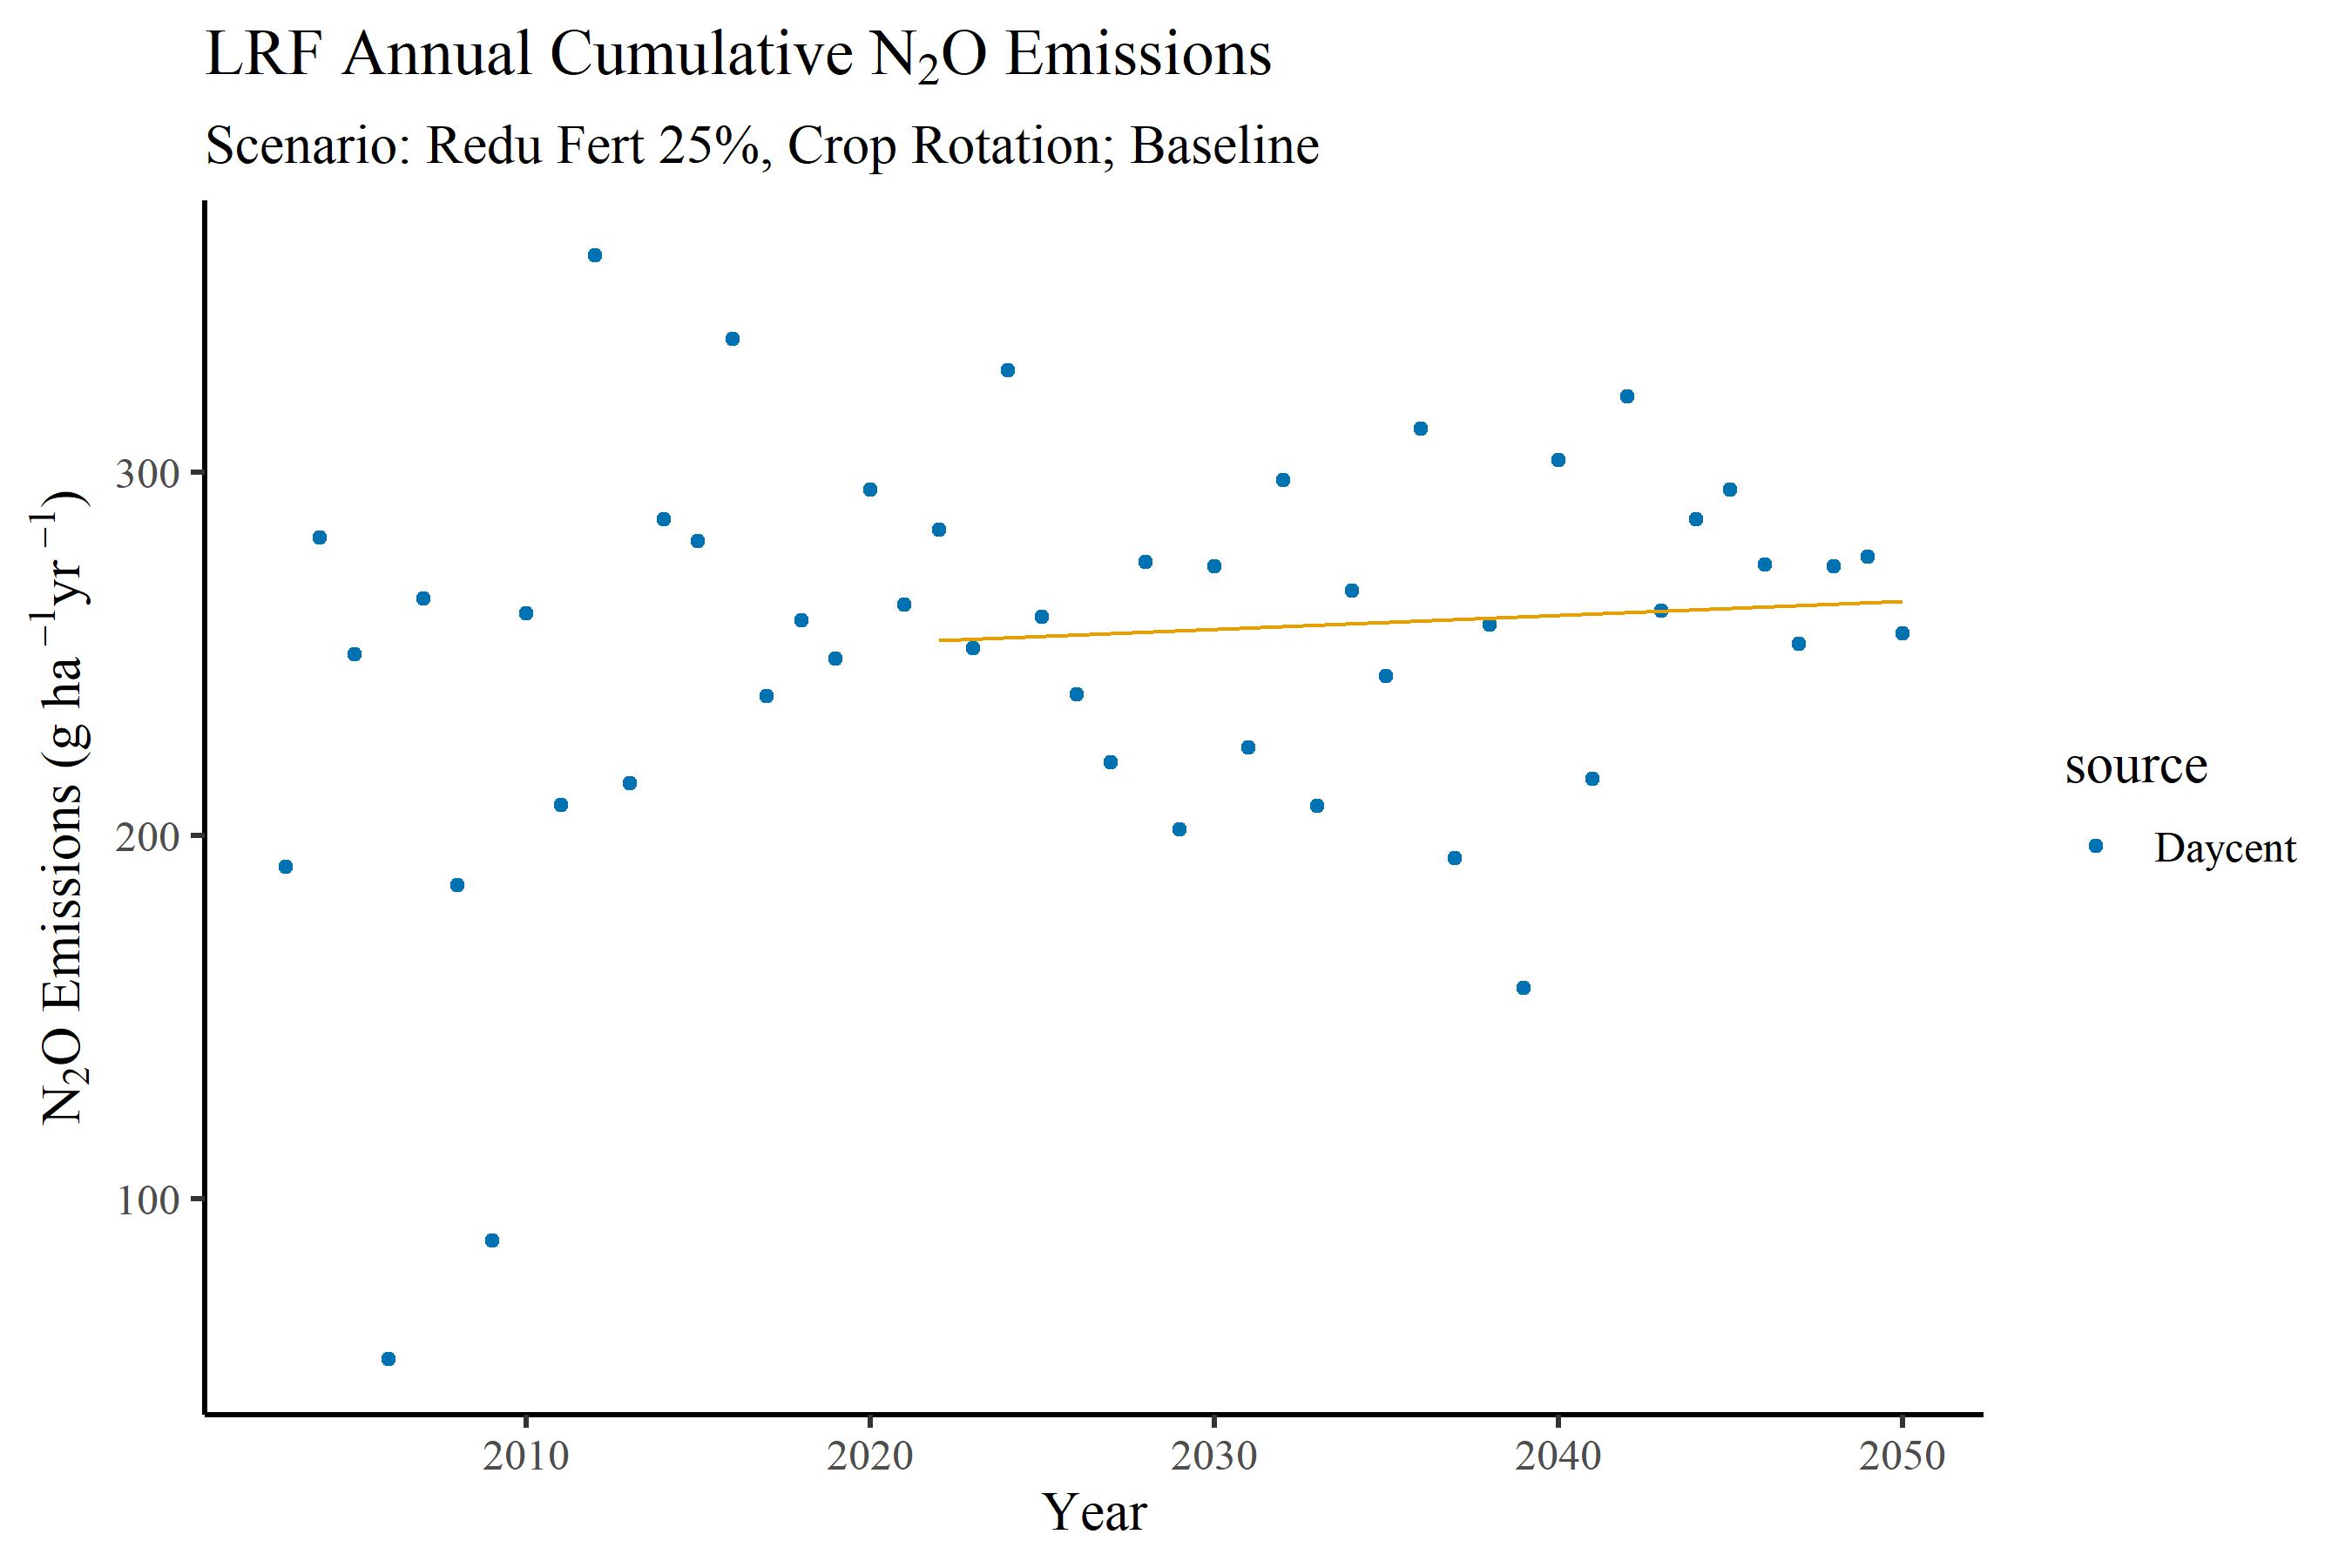 LRF Annual Cumulative N₂O Emissions
Scenario: Redu Fert 25%, Crop Rotation; Baseline
N₂O Emissions (g ha ⁻¹yr ⁻¹)
300
200
100
source
Daycent
2010 2020 2030 2040 2050
Year